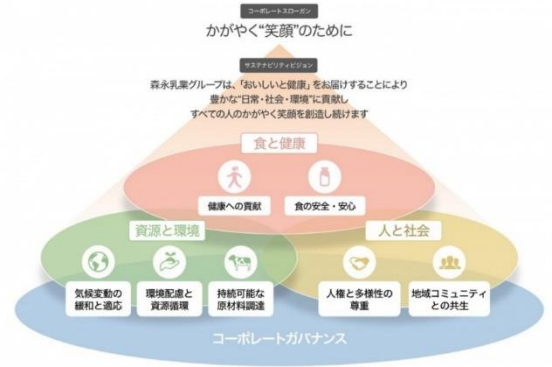 コーポレートスローガン
かがやく“笑顔”のために
サステナビリティビジョン
森永乳業グループは、「おいしいと健康」をお届けすることにより
豊かな“日常・社会・環境”に貢献し
すべての人のかがやく笑顔を創造し続けます
食と健康
健康への貢献
食の安全・安心
資源と環境
気候変動の
緩和と適応
環境配慮と
資源循環
持続可能な
原材料調達
人と社会
人権と多様性の
尊重
地域コミュニティ
との共生
コーポレートガバナンス